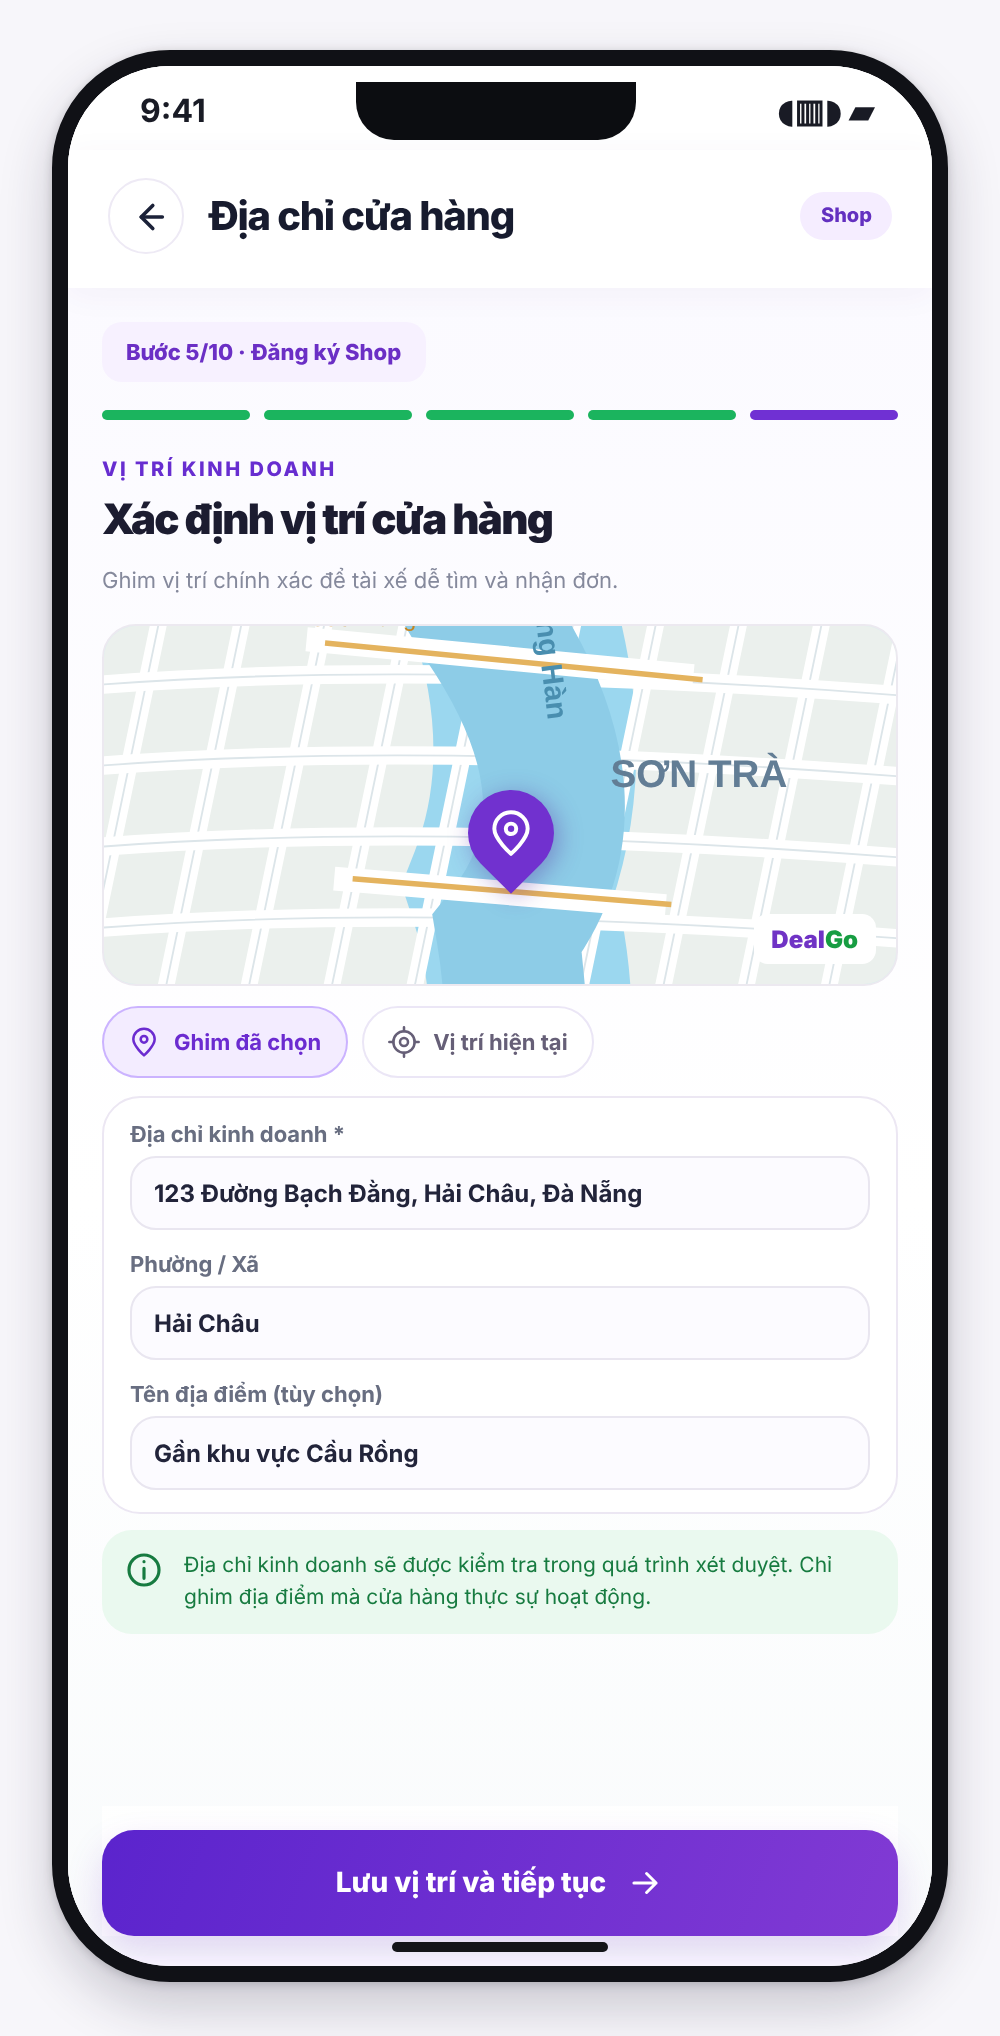 9:41
Địa chỉ cửa hàng
Shop
Bước 5/10 · Đăng ký Shop
VỊ TRÍ KINH DOANH
Xác định vị trí cửa hàng
Ghim vị trí chính xác để tài xế dễ tìm và nhận đơn.
Hàn
SƠN TRÀ
DealGo
Ghim đã chọn
Vị trí hiện tại
Địa chỉ kinh doanh *
123 Đường Bạch Đằng, Hải Châu, Đà Nẵng
Phường / Xã
Hải Châu
Tên địa điểm (tùy chọn)
Gần khu vực Cầu Rồng
Địa chỉ kinh doanh sẽ được kiểm tra trong quá trình xét duyệt. Chỉ
ghim địa điểm mà cửa hàng thực sự hoạt động.
Lưu vị trí và tiếp tục